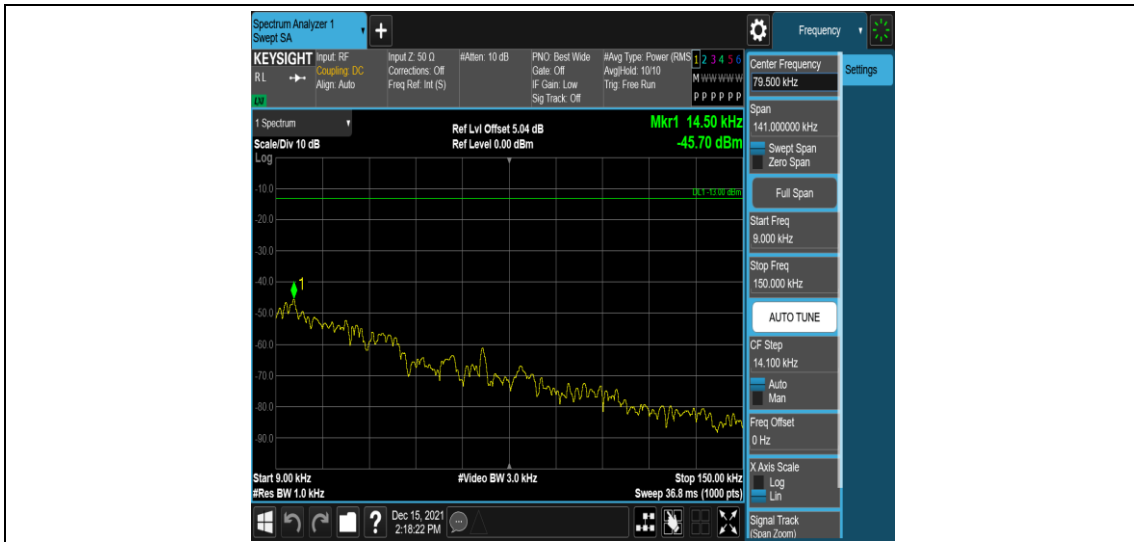 Spectrum Analyzer 1
Swept SA
+
Frequency
KEYSIGHT
RL
LXI
Input: RF
Coupling: DC
Align: Auto
Input Z: 50 Ω
Corrections: Off
Freq Ref: Int (S)
#Atten: 10 dB
PNO: Best Wide
Gate: Off
IF Gain: Low
Sig Track: Off
#Avg Type: Power (RMS
Avg|Hold: 10/10
Trig: Free Run
1 2 3 4 5 6
M W W W W W
P P P P P P
1 Spectrum
Scale/Div 10 dB
Log
Ref Lvl Offset 5.04 dB
Ref Level 0.00 dBm
Mkr1 14.50 kHz
-45.70 dBm
DL1 -13.00 dBm
-10.0
-20.0
-30.0
-40.0
1
-50.0
-60.0
-70.0
-80.0
-90.0
Start 9.00 kHz
#Res BW 1.0 kHz
#Video BW 3.0 kHz
Stop 150.00 kHz
Sweep 36.8 ms (1000 pts)
Center Frequency
79.500 kHz
Span
141.000000 kHz
Swept Span
Zero Span
Full Span
Start Freq
9.000 kHz
Stop Freq
150.000 kHz
AUTO TUNE
CF Step
14.100 kHz
Auto
Man
Freq Offset
0 Hz
X Axis Scale
Log
Lin
Signal Track
(Span Zoom)
Settings
?
Dec 15, 2021
2:18:22 PM